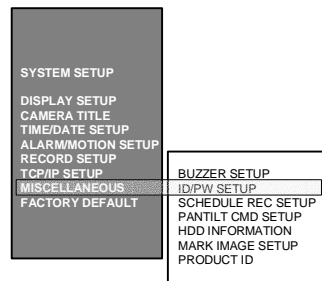 SYSTEM SETUP
DISPLAY SETUP
CAMERA TITLE
TIME/DATE SETUP
ALARM/MOTION SETUP
RECORD SETUP
TCP/IP SETUP
MISCELLANEOUS
FACTORY DEFAULT
BUZZER SETUP
ID/PW SETUP
SCHEDULE REC SETUP
PANTILT CMD SETUP
HDD INFORMATION
MARK IMAGE SETUP
PRODUCT ID